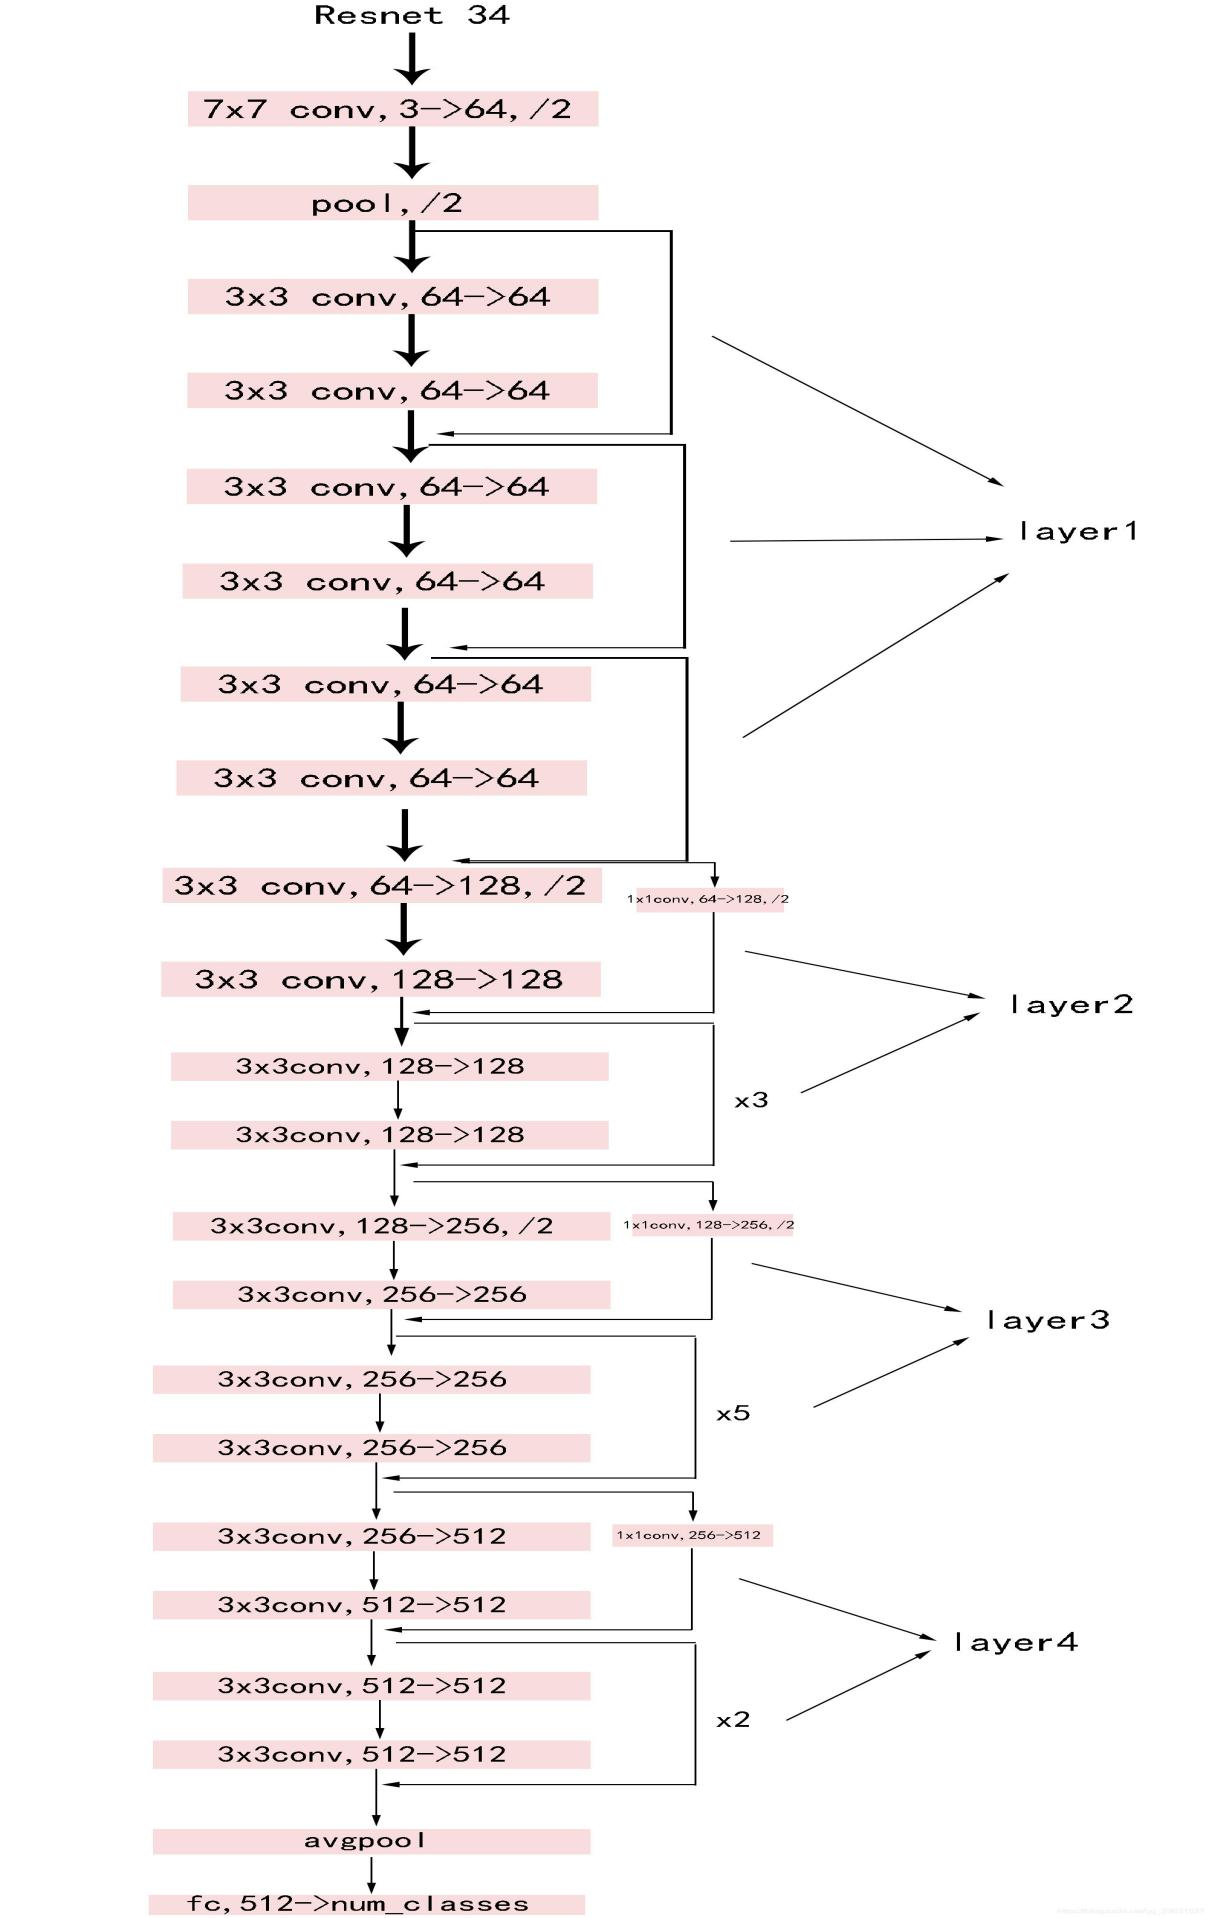 Resnet 34
7x7 conv,3->64,/2
pool,/2
3x3 conv,64->64
3x3 conv,64->64
3x3 conv,64->64
layer1
3x3 conv,64->64
3x3 conv,64->64
3x3 conv,64->64
3x3 conv,64->128,/2
1x1conv,64->128,/2
3x3 conv,128->128
layer2
3x3conv,128->128
x3
3x3conv,128->128
3x3conv,128->256,/2
1x1conv,128->256,/2
3x3conv,256->256
layer3
3x3conv,256->256
x5
3x3conv,256->256
3x3conv,256->512
1x1conv,256->512
3x3conv,512->512
layer4
3x3conv,512->512
x2
3x3conv,512->512
avgpool
fc,512->num_classes